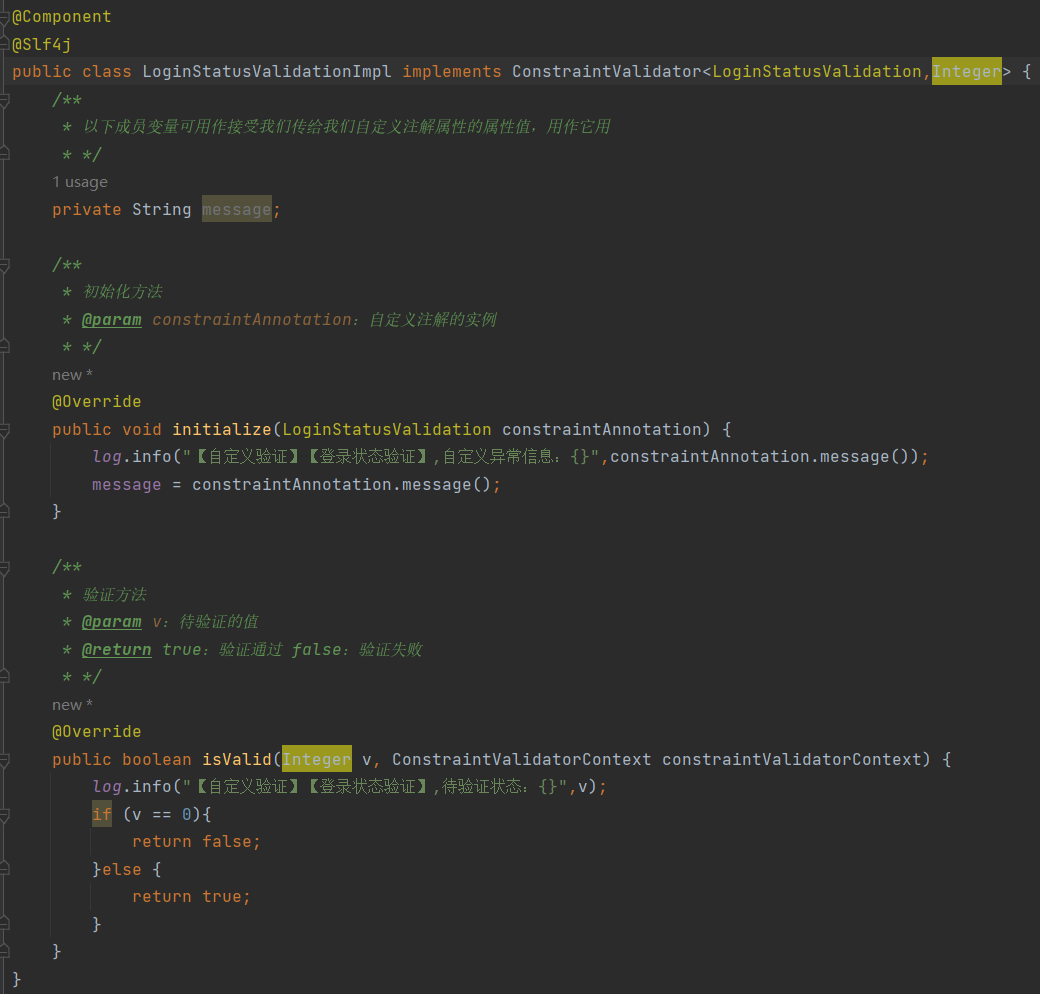 @Component
@Slf4j
public class LoginStatusValidationImpl implements ConstraintValidator<LoginStatusValidation,Integer> {
    /**
     * 以下成员变量可用作接受我们传给我们自定义注解属性的属性值，用作它用
     * */
    1 usage
    private String message;

    /**
     * 初始化方法
     * @param constraintAnnotation：自定义注解的实例
     * */
    new *
    @Override
    public void initialize(LoginStatusValidation constraintAnnotation) {
        log.info("【自定义验证】【登录状态验证】,自定义异常信息：{}",constraintAnnotation.message());
        message = constraintAnnotation.message();
    }

    /**
     * 验证方法
     * @param v：待验证的值
     * @return true：验证通过 false：验证失败
     * */
    new *
    @Override
    public boolean isValid(Integer v, ConstraintValidatorContext constraintValidatorContext) {
        log.info("【自定义验证】【登录状态验证】,待验证状态：{}",v);
        if (v == 0){
            return false;
        }else {
            return true;
        }
    }
}